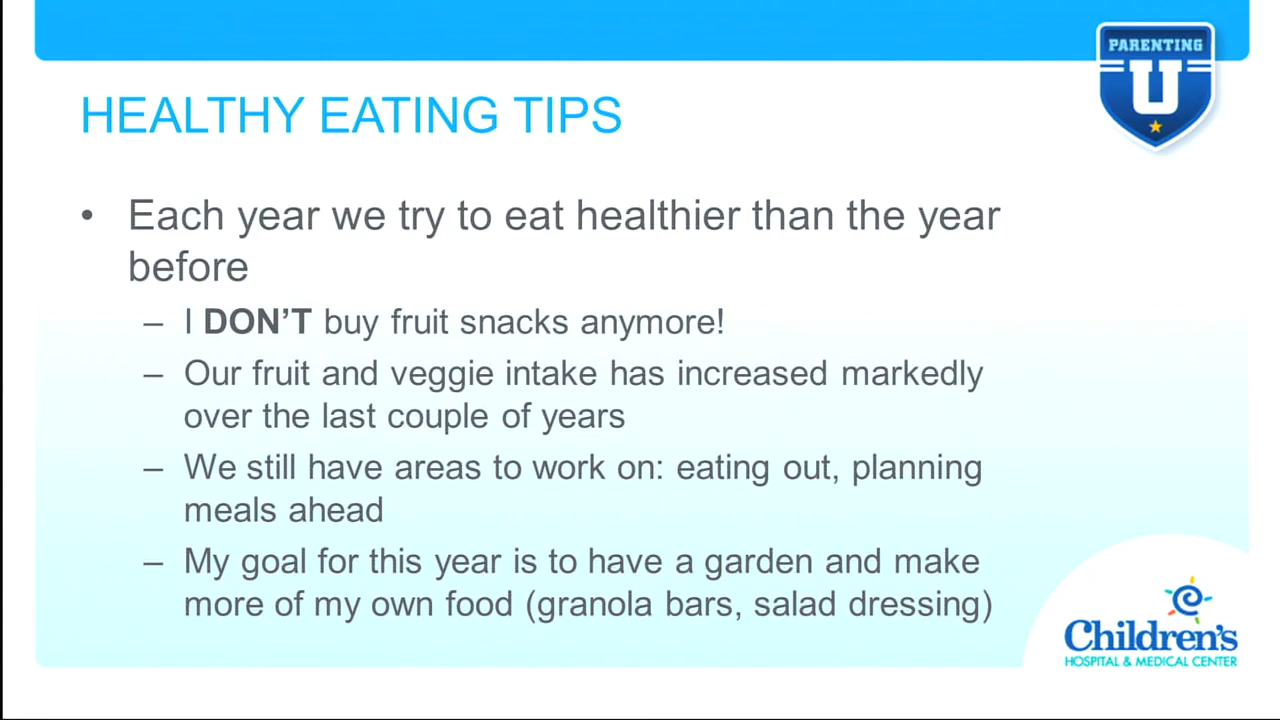 PARENTING
U
HEALTHY EATING TIPS
• Each year we try to eat healthier than the year
before
– I DON’T buy fruit snacks anymore!
– Our fruit and veggie intake has increased markedly
over the last couple of years
– We still have areas to work on: eating out, planning
meals ahead
– My goal for this year is to have a garden and make
more of my own food (granola bars, salad dressing)
Children's
HOSPITAL & MEDICAL CENTER